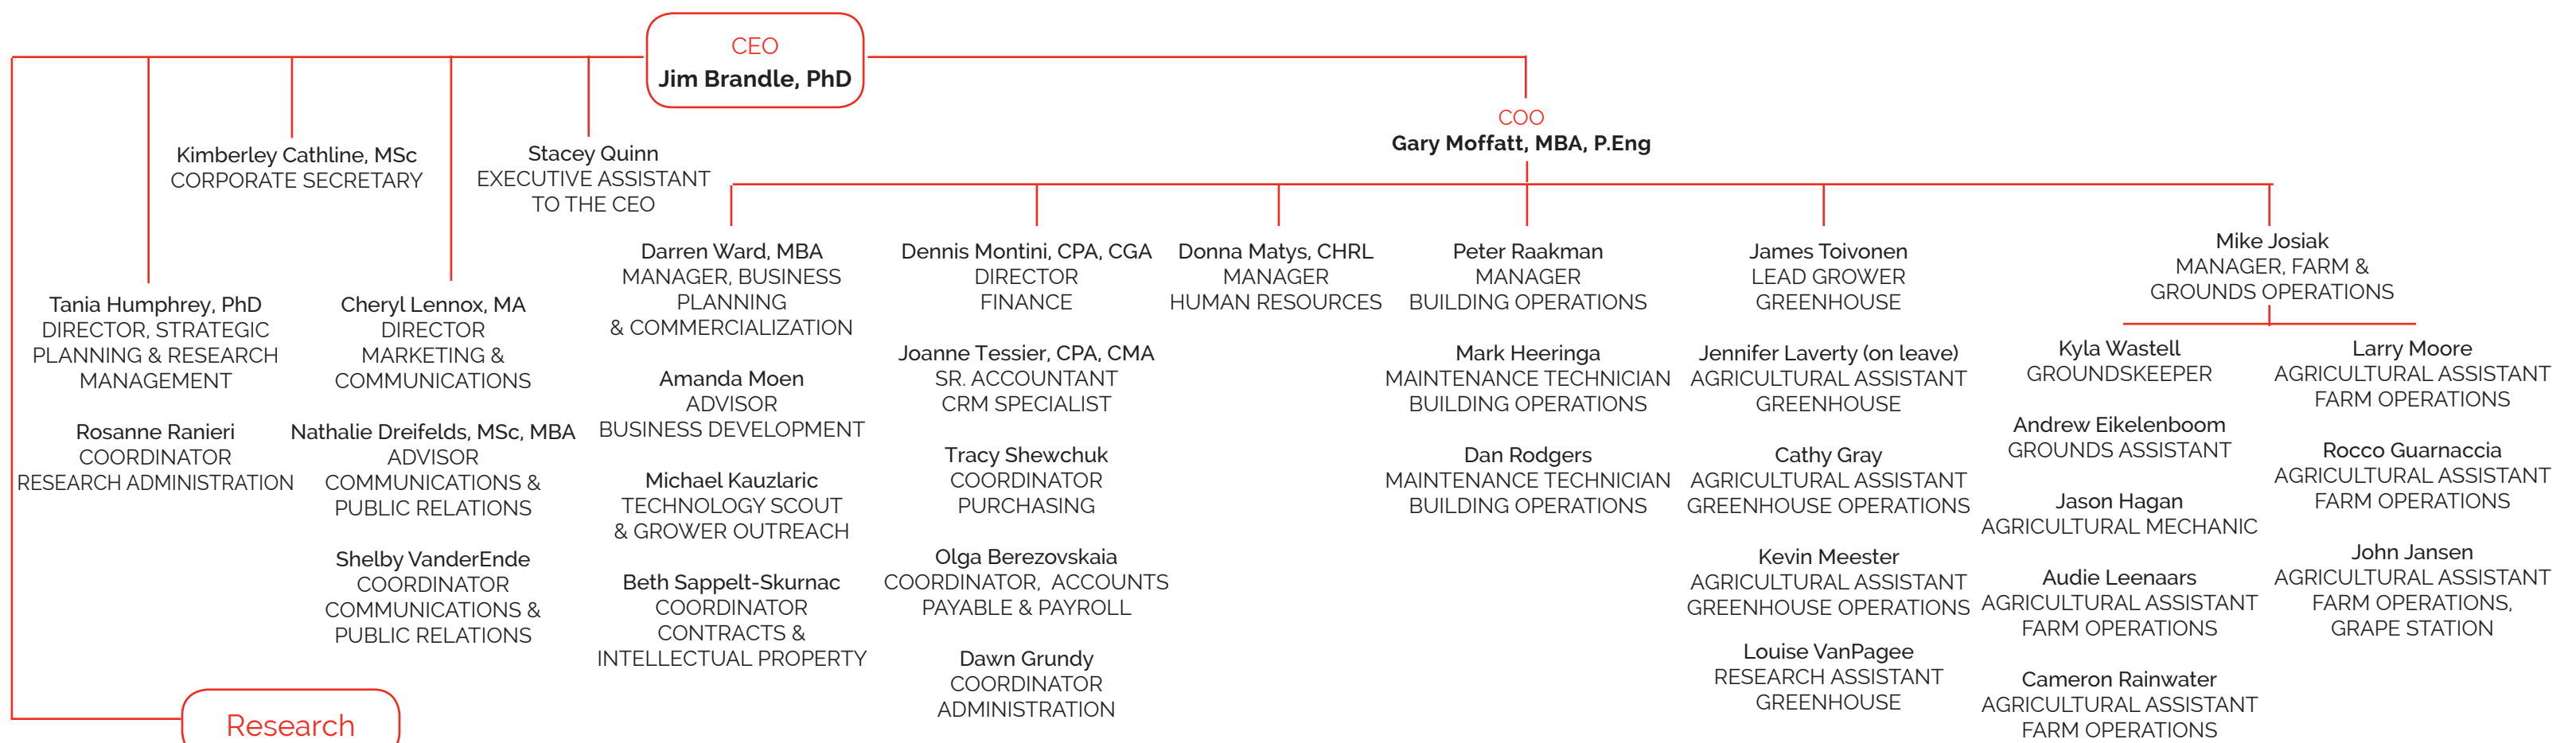 CEO
Jim Brandle, PhD
COO
Gary Moffatt, MBA, P.Eng
Kimberley Cathline, MSc
CORPORATE SECRETARY
Stacey Quinn
EXECUTIVE ASSISTANT
TO THE CEO
Tania Humphrey, PhD
DIRECTOR, STRATEGIC
PLANNING & RESEARCH
MANAGEMENT
Rosanne Ranieri
COORDINATOR
RESEARCH ADMINISTRATION
Cheryl Lennox, MA
DIRECTOR
MARKETING &
COMMUNICATIONS
Nathalie Dreifelds, MSc, MBA
ADVISOR
COMMUNICATIONS &
PUBLIC RELATIONS
Shelby VanderEnde
COORDINATOR
COMMUNICATIONS &
PUBLIC RELATIONS
Darren Ward, MBA
MANAGER, BUSINESS
PLANNING
& COMMERCIALIZATION
Amanda Moen
ADVISOR
BUSINESS DEVELOPMENT
Michael Kauzlaric
TECHNOLOGY SCOUT
& GROWER OUTREACH
Beth Sappelt-Skurnac
COORDINATOR
CONTRACTS &
INTELLECTUAL PROPERTY
Dennis Montini, CPA, CGA
DIRECTOR
FINANCE
Joanne Tessier, CPA, CMA
SR. ACCOUNTANT
CRM SPECIALIST
Tracy Shewchuk
COORDINATOR
PURCHASING
Olga Berezovskaia
COORDINATOR, ACCOUNTS
PAYABLE & PAYROLL
Dawn Grundy
COORDINATOR
ADMINISTRATION
Donna Matys, CHRL
MANAGER
HUMAN RESOURCES
Peter Raakman
MANAGER
BUILDING OPERATIONS
Mark Heeringa
MAINTENANCE TECHNICIAN
BUILDING OPERATIONS
Dan Rodgers
MAINTENANCE TECHNICIAN
BUILDING OPERATIONS
James Toivonen
LEAD GROWER
GREENHOUSE
Jennifer Laverty (on leave)
AGRICULTURAL ASSISTANT
GREENHOUSE
Cathy Gray
AGRICULTURAL ASSISTANT
GREENHOUSE OPERATIONS
Kevin Meester
AGRICULTURAL ASSISTANT
GREENHOUSE OPERATIONS
Louise VanPagee
RESEARCH ASSISTANT
GREENHOUSE
Mike Josiak
MANAGER, FARM &
GROUNDS OPERATIONS
Kyla Wastell
GROUNDSKEEPER
Andrew Eikelenboom
GROUNDS ASSISTANT
Jason Hagan
AGRICULTURAL MECHANIC
Audie Leenaars
AGRICULTURAL ASSISTANT
FARM OPERATIONS
Cameron Rainwater
AGRICULTURAL ASSISTANT
FARM OPERATIONS
Larry Moore
AGRICULTURAL ASSISTANT
FARM OPERATIONS
Rocco Guarnaccia
AGRICULTURAL ASSISTANT
FARM OPERATIONS
John Jansen
AGRICULTURAL ASSISTANT
FARM OPERATIONS,
GRAPE STATION
Research